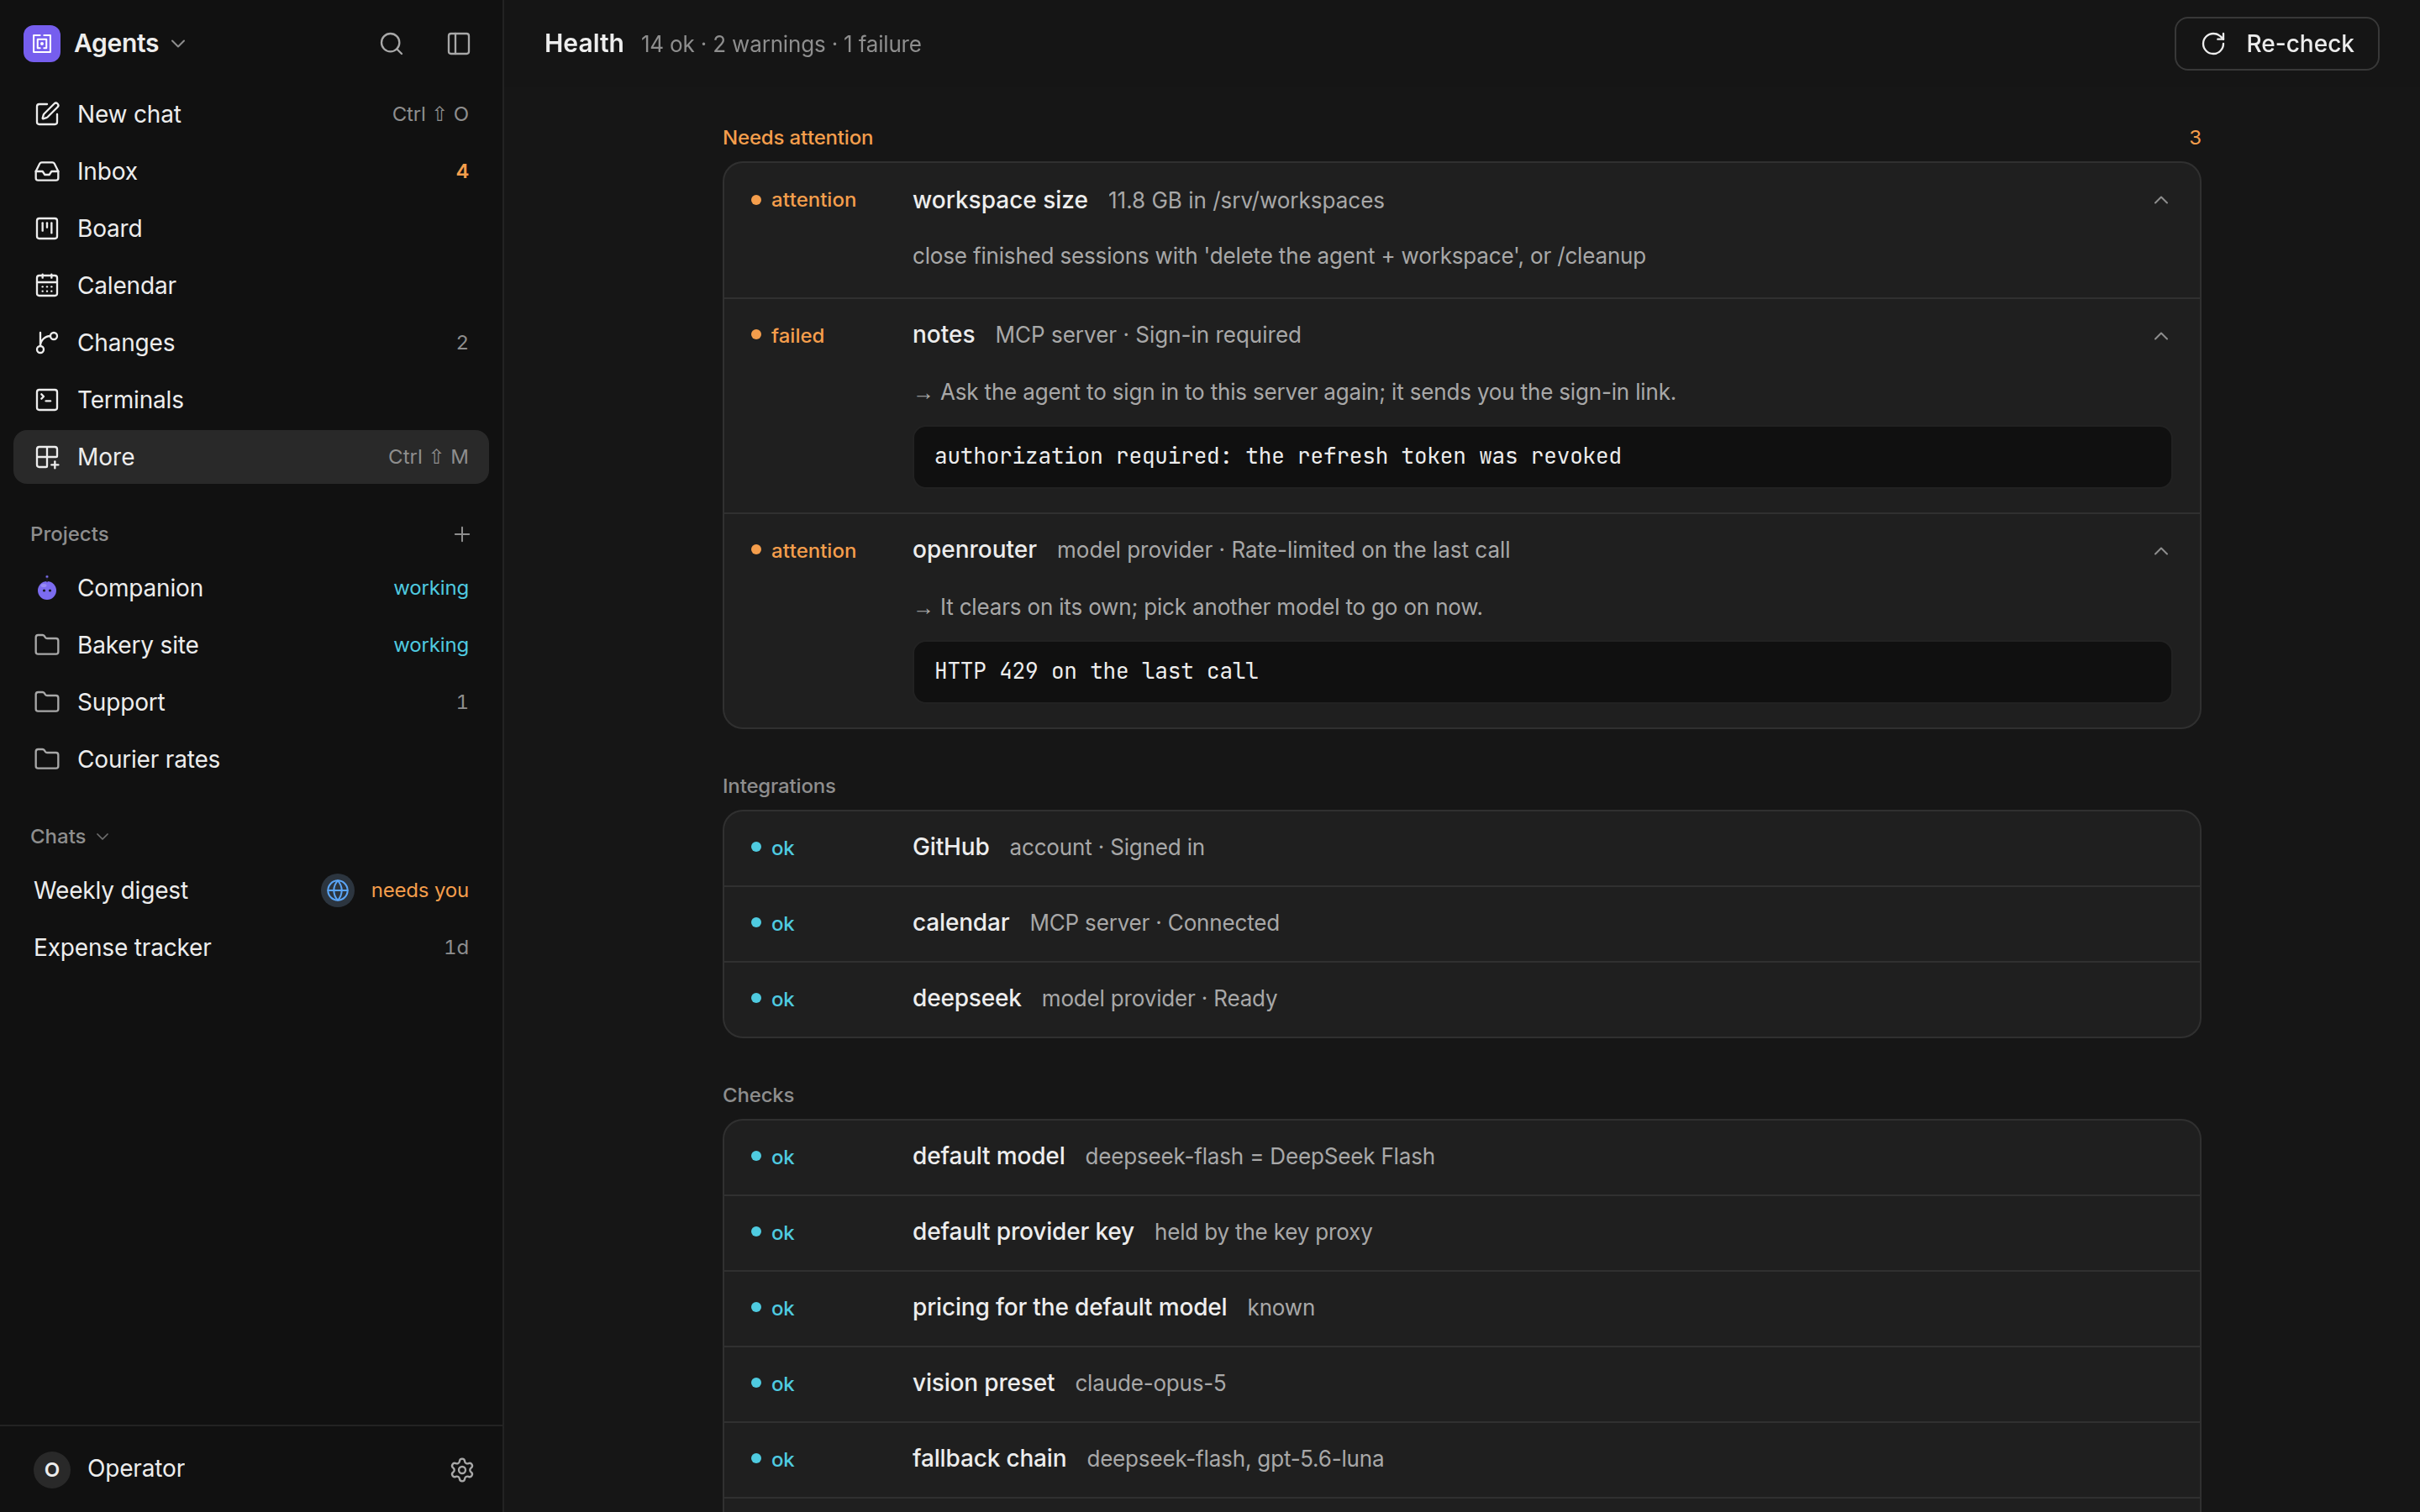 Agents
New chat Ctrl ⇧ O
Inbox 4
Board
Calendar
Changes 2
Terminals
More Ctrl ⇧ M
Projects
Companion working
Bakery site working
Support 1
Courier rates
Chats
Weekly digest needs you
Expense tracker 1d
O Operator
Health 14 ok · 2 warnings · 1 failure
Re-check
Needs attention 3
attention workspace size 11.8 GB in /srv/workspaces
close finished sessions with 'delete the agent + workspace', or /cleanup
failed notes MCP server · Sign-in required
→ Ask the agent to sign in to this server again; it sends you the sign-in link.
authorization required: the refresh token was revoked
attention openrouter model provider · Rate-limited on the last call
→ It clears on its own; pick another model to go on now.
HTTP 429 on the last call
Integrations
ok GitHub account · Signed in
ok calendar MCP server · Connected
ok deepseek model provider · Ready
Checks
ok default model deepseek-flash = DeepSeek Flash
ok default provider key held by the key proxy
ok pricing for the default model known
ok vision preset claude-opus-5
ok fallback chain deepseek-flash, gpt-5.6-luna